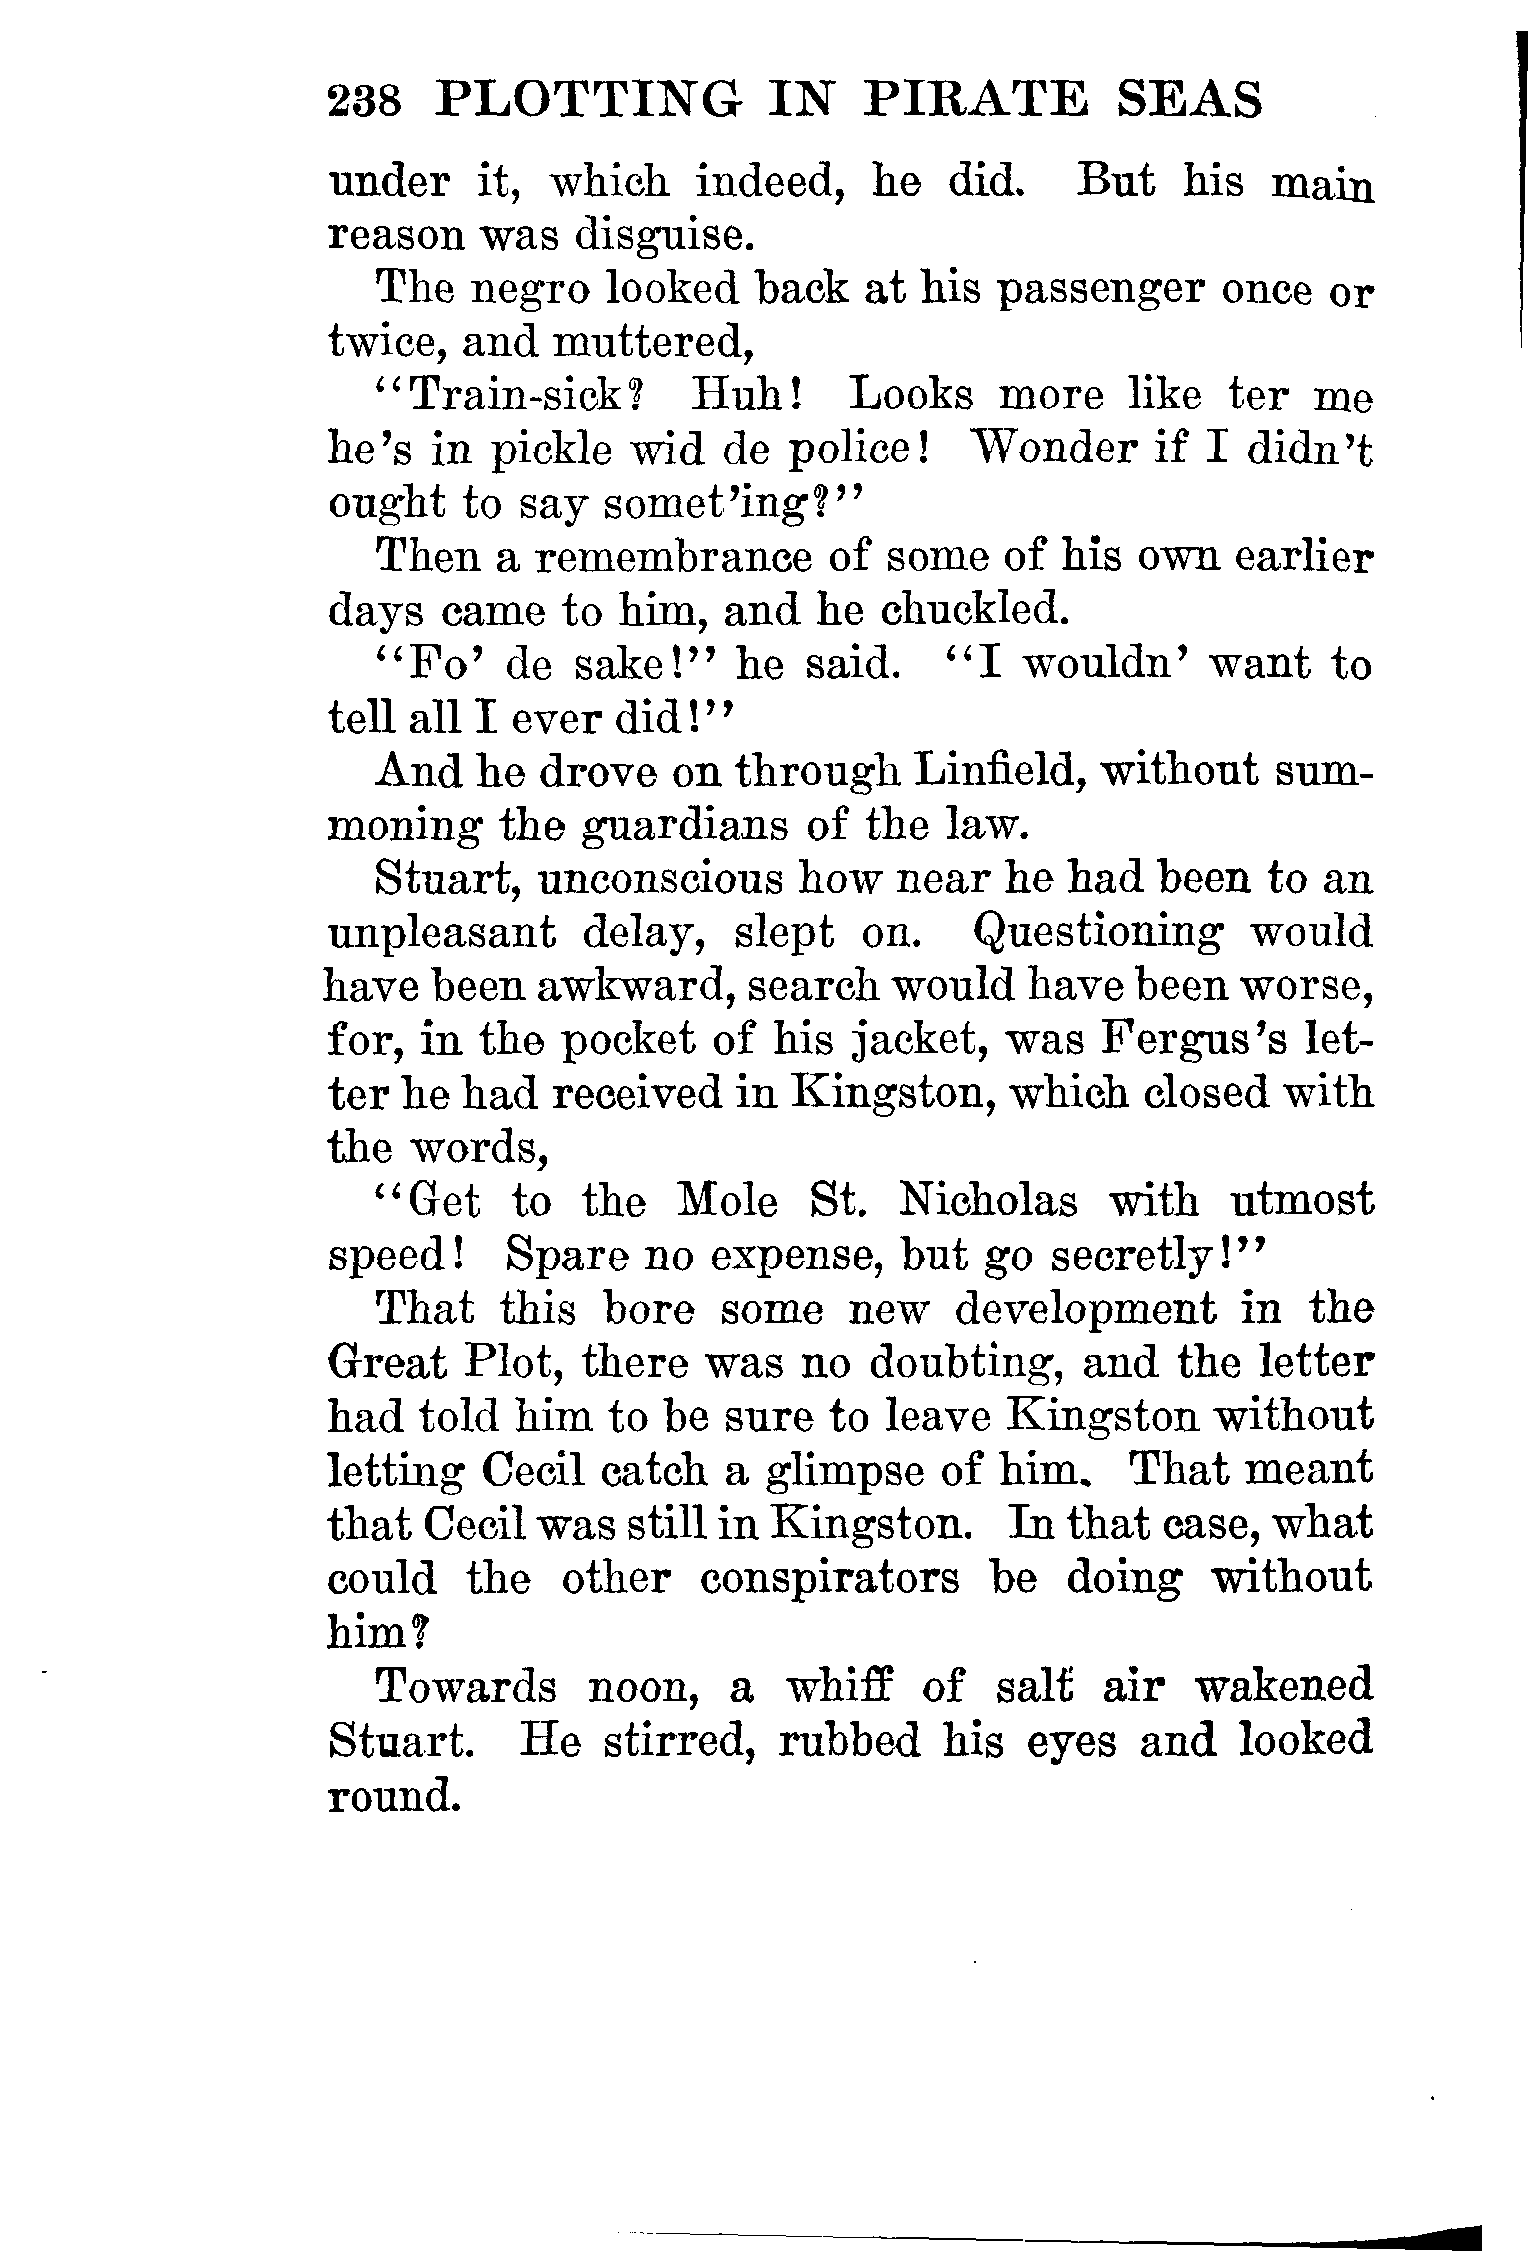 238 PLOTTING IN PIRATE SEAS
under it, which indeed, he did. But his main
reason was disguise.
The negro looked back at his passenger once or
twice, and muttered,
"Train-sick? Huh! Looks more like ter me
he's in pickle wid de police! Wonder if I didn't
ought to say somet'ing?"
Then a remembrance of some of his own earlier
days came to him, and he chuckled.
"Fo' de sake!" he said. "I wouldn' want to
tell all I ever did!"
And he drove on through Linfield, without sum-
moning the guardians of the law.
Stuart, unconscious how near he had been to an
unpleasant delay, slept on. Questioning would
have been awkward, search would have been worse,
for, in the pocket of his jacket, was Fergus's let-
ter he had received in Kingston, which closed with
the words,
"Get to the Mole St. Nicholas with utmost
speed! Spare no expense, but go secretly!"
That this bore some new development in the
Great Plot, there was no doubting, and the letter
had told him to be sure to leave Kingston without
letting Cecil catch a glimpse of him. That meant
that Cecil was still in Kingston. In that case, what
could the other conspirators be doing without
him?
Towards noon, a whiff of salt air wakened
Stuart. He stirred, rubbed his eyes and looked
round.